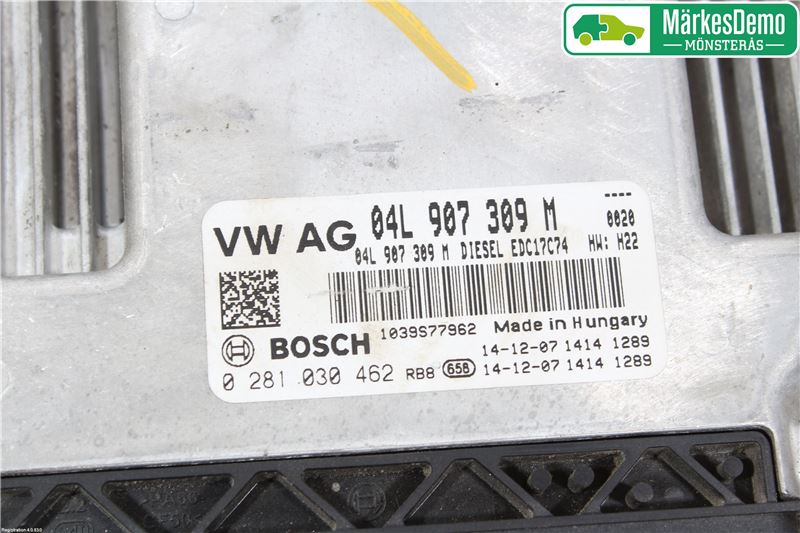 MärkesDemo
MÖNSTERÅS
----
VW AG 04L 907 309 M 0020
04L 907 309 M DIESEL EDC17C74 HW: H22
1039S77962 Made in Hungary
BOSCH 14-12-07 1414 1289
0 281 030 462 RB8 658 14-12-07 1414 1289